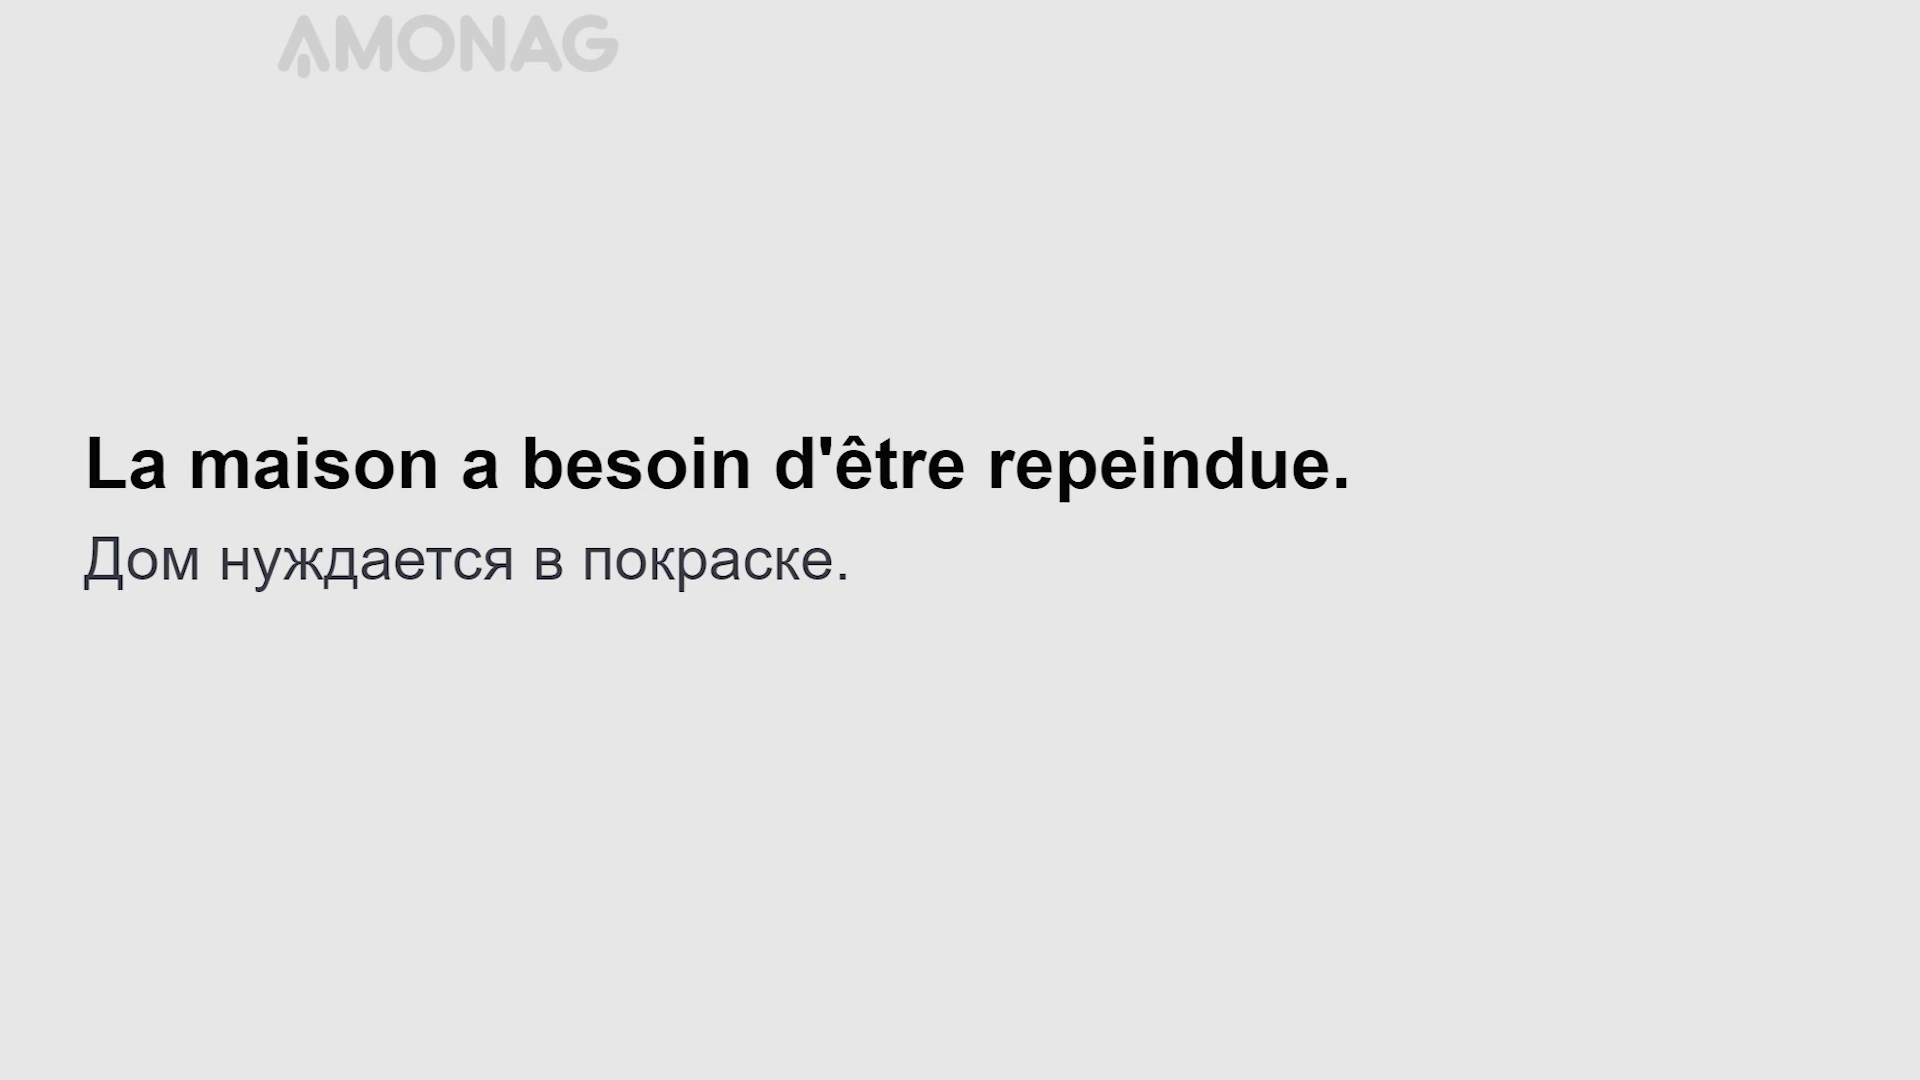 AMONAG
La maison a besoin d'être repeindue.
Дом нуждается в покраске.